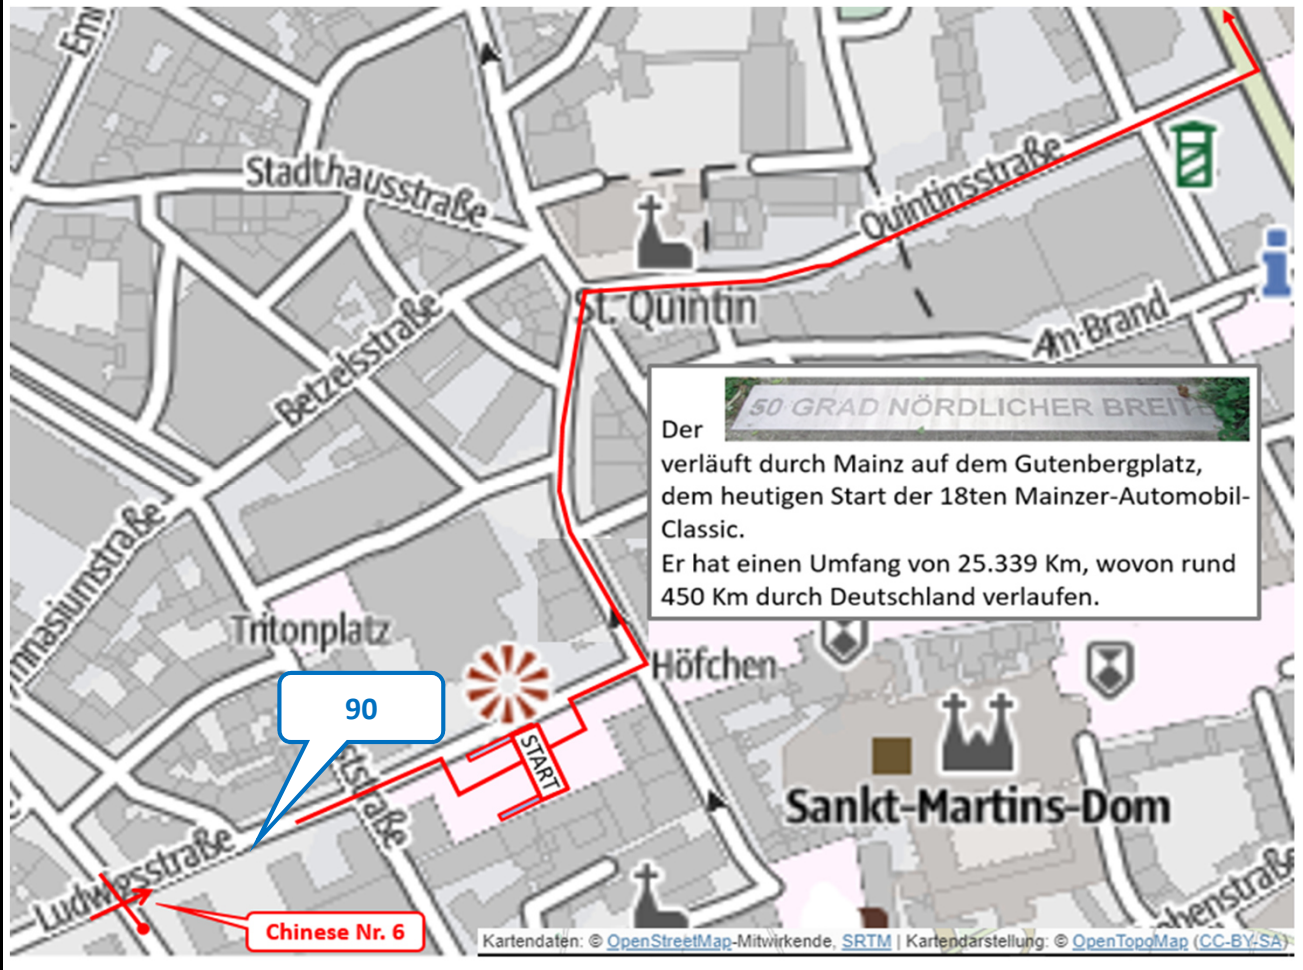 Stadthausstraße
Quintinsstraße
St. Quintin
Am Brand
Betzelsstraße
Der 50 GRAD NÖRDLICHER BREITE
verläuft durch Mainz auf dem Gutenbergplatz,
dem heutigen Start der 18ten Mainzer-Automobil-
Classic.
Er hat einen Umfang von 25.339 Km, wovon rund
450 Km durch Deutschland verlaufen.
mnasiumstraße
Tritonplatz
Höfchen
90
START
Sankt-Martins-Dom
Ludwigsstraße
Chinese Nr. 6
Kartendaten: © OpenStreetMap-Mitwirkende, SRTM | Kartendarstellung: © OpenTopoMap (CC-BY-SA)